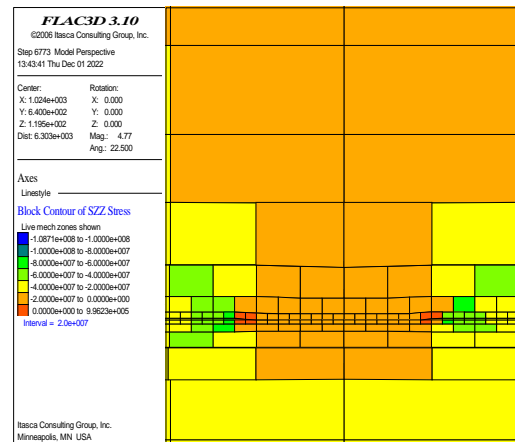 FLAC3D 3.10
©2006 Itasca Consulting Group, Inc.
Step 6773 Model Perspective
13:43:41 Thu Dec 01 2022
Center: Rotation:
X: 1.024e+003 X: 0.000
Y: 6.400e+002 Y: 0.000
Z: 1.195e+002 Z: 0.000
Dist: 6.303e+003 Mag.: 4.77
Ang.: 22.500
Axes
Linestyle
Block Contour of SZZ Stress
Live mech zones shown
-1.0871e+008 to -1.0000e+008
-1.0000e+008 to -8.0000e+007
-8.0000e+007 to -6.0000e+007
-6.0000e+007 to -4.0000e+007
-4.0000e+007 to -2.0000e+007
-2.0000e+007 to 0.0000e+000
0.0000e+000 to 9.9623e+005
Interval = 2.0e+007
Itasca Consulting Group, Inc.
Minneapolis, MN USA